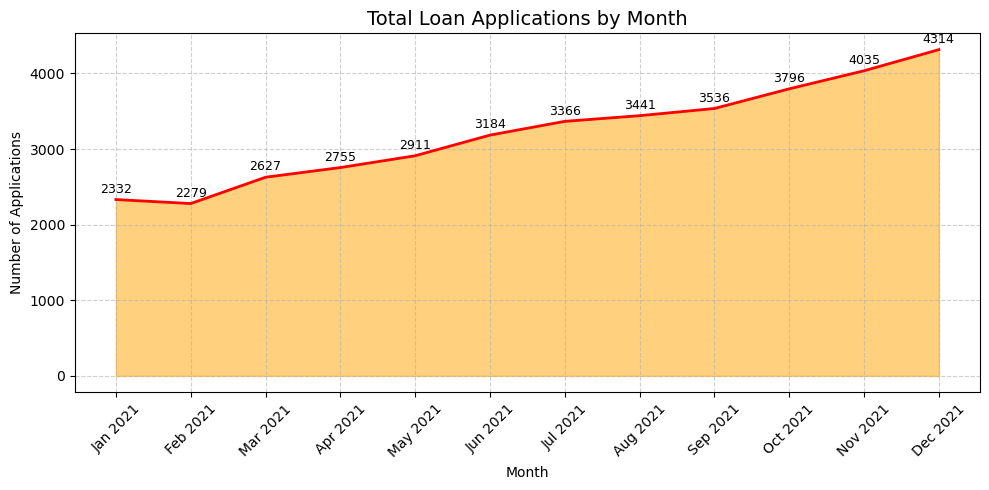 Total Loan Applications by Month
Number of Applications
4000
3000
2000
1000
0
2332
2279
2627
2755
2911
3184
3366
3441
3536
3796
4035
4314
Jan 2021
Feb 2021
Mar 2021
Apr 2021
May 2021
Jun 2021
Jul 2021
Aug 2021
Sep 2021
Oct 2021
Nov 2021
Dec 2021
Month